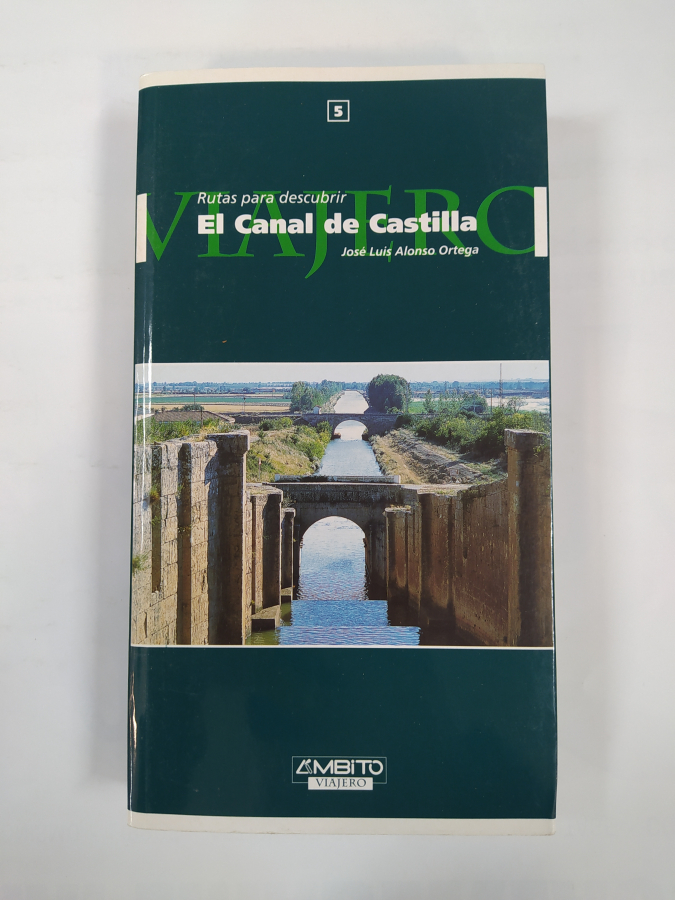 5
VIAJERO
Rutas para descubrir
El Canal de Castilla
José Luis Alonso Ortega
ÁMBITO
VIAJERO